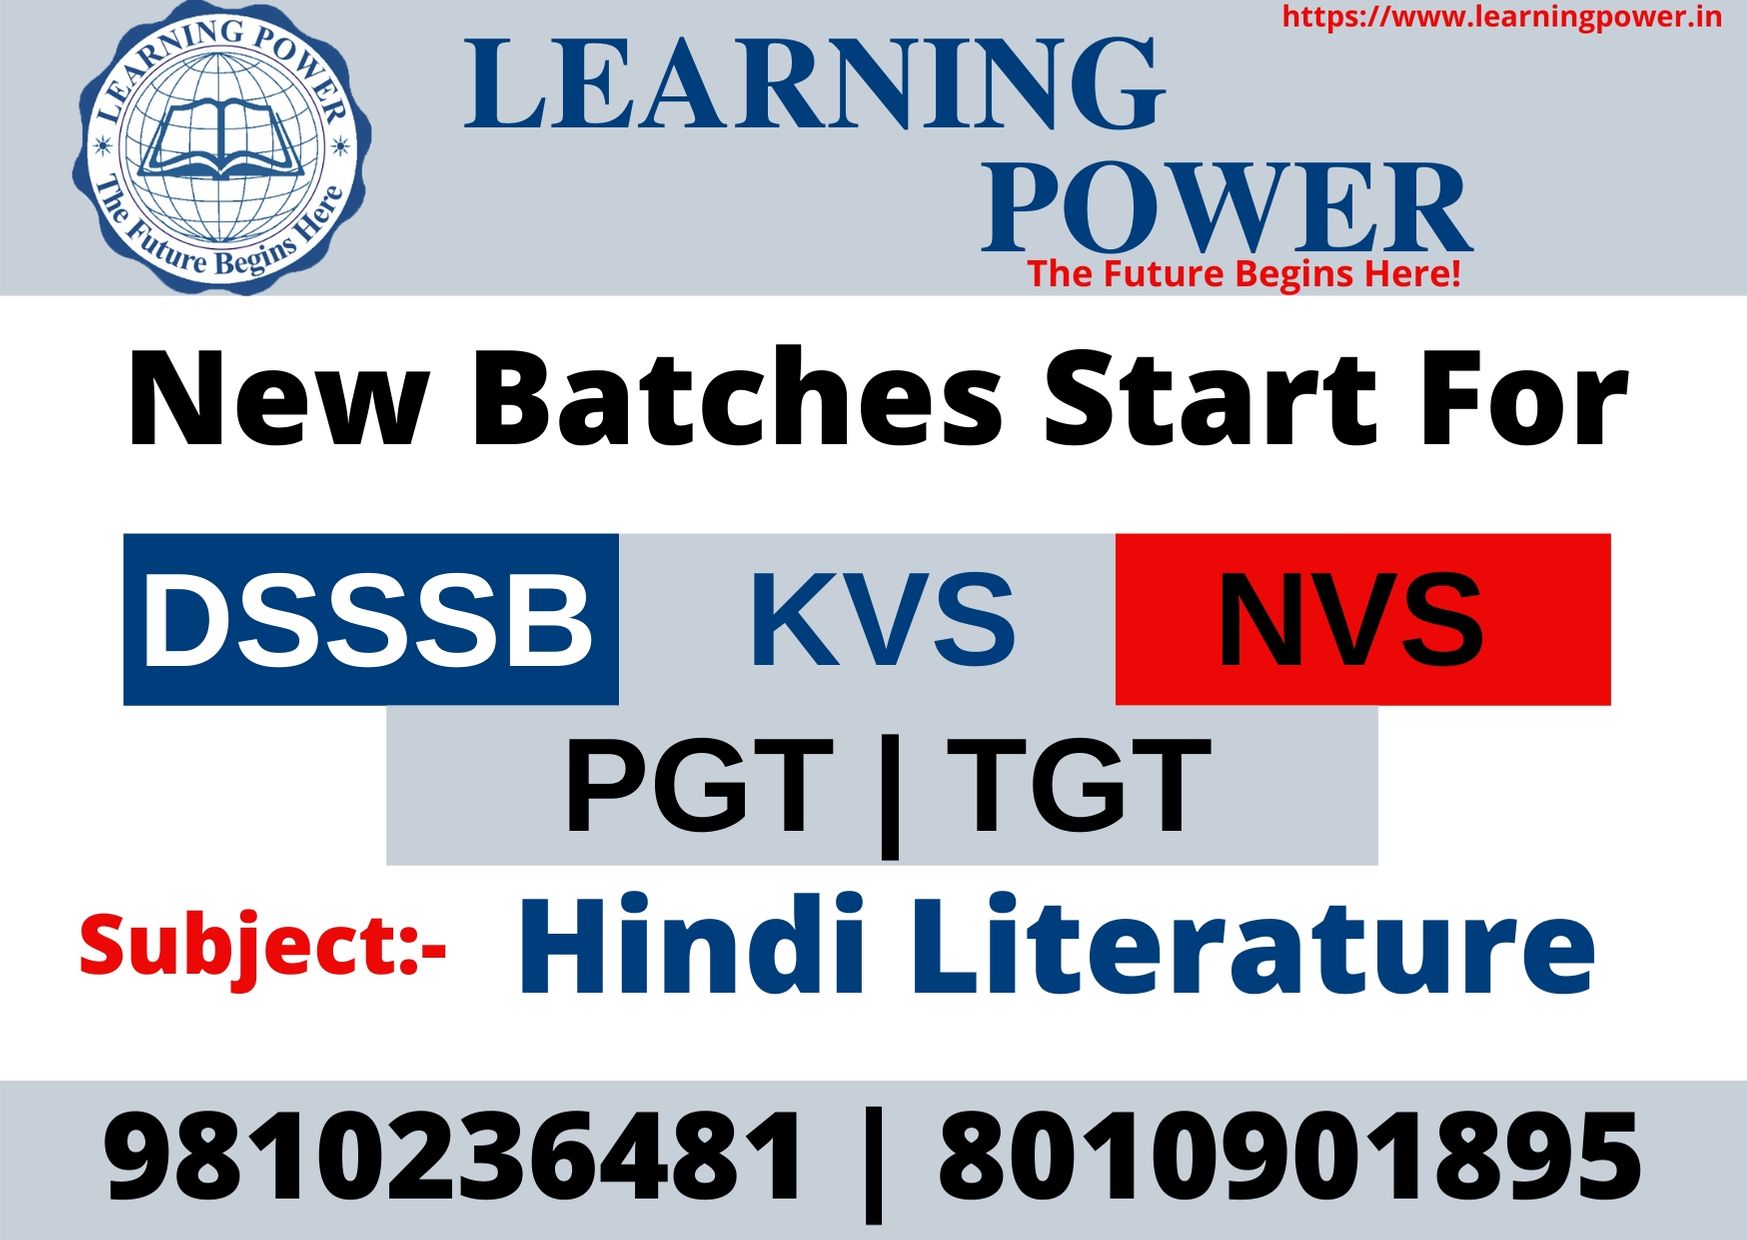 https://www.learningpower.in
LEARNING POWER
The Future Begins Here
LEARNING
POWER
The Future Begins Here!
New Batches Start For
DSSSB KVS NVS
PGT | TGT
Subject:- Hindi Literature
9810236481 | 8010901895